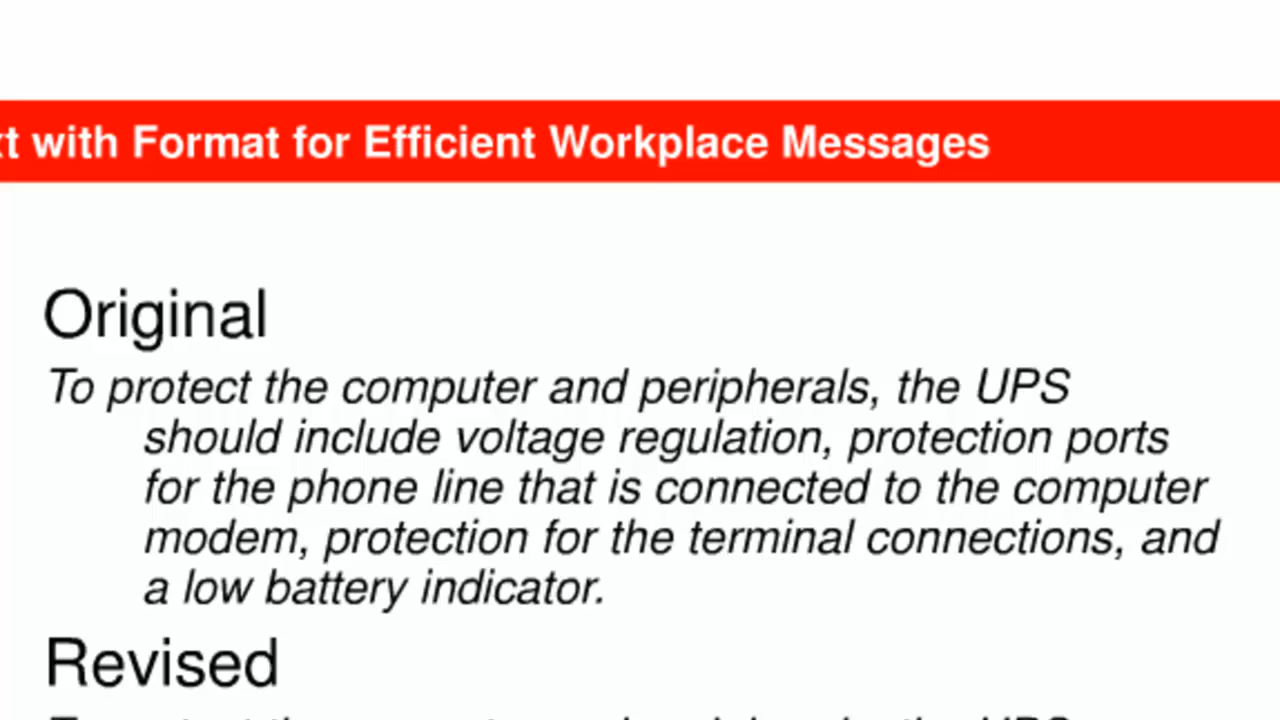 with Format for Efficient Workplace Messages
Original
To protect the computer and peripherals, the UPS
should include voltage regulation, protection ports
for the phone line that is connected to the computer
modem, protection for the terminal connections, and
a low battery indicator.
Revised